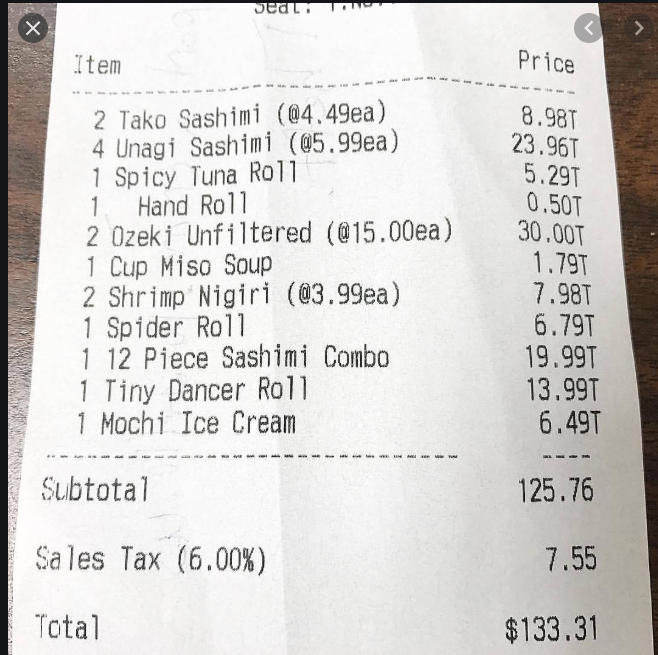 Seat:
Item Price
2 Tako Sashimi (@4.49ea) 8.98T
4 Unagi Sashimi (@5.99ea) 23.96T
1 Spicy Tuna Roll 5.29T
1 Hand Roll 0.50T
2 Ozeki Unfiltered (@15.00ea) 30.00T
1 Cup Miso Soup 1.79T
2 Shrimp Nigiri (@3.99ea) 7.98T
1 Spider Roll 6.79T
1 12 Piece Sashimi Combo 19.99T
1 Tiny Dancer Roll 13.99T
1 Mochi Ice Cream 6.49T
Subtotal 125.76
Sales Tax (6.00%) 7.55
Total $133.31